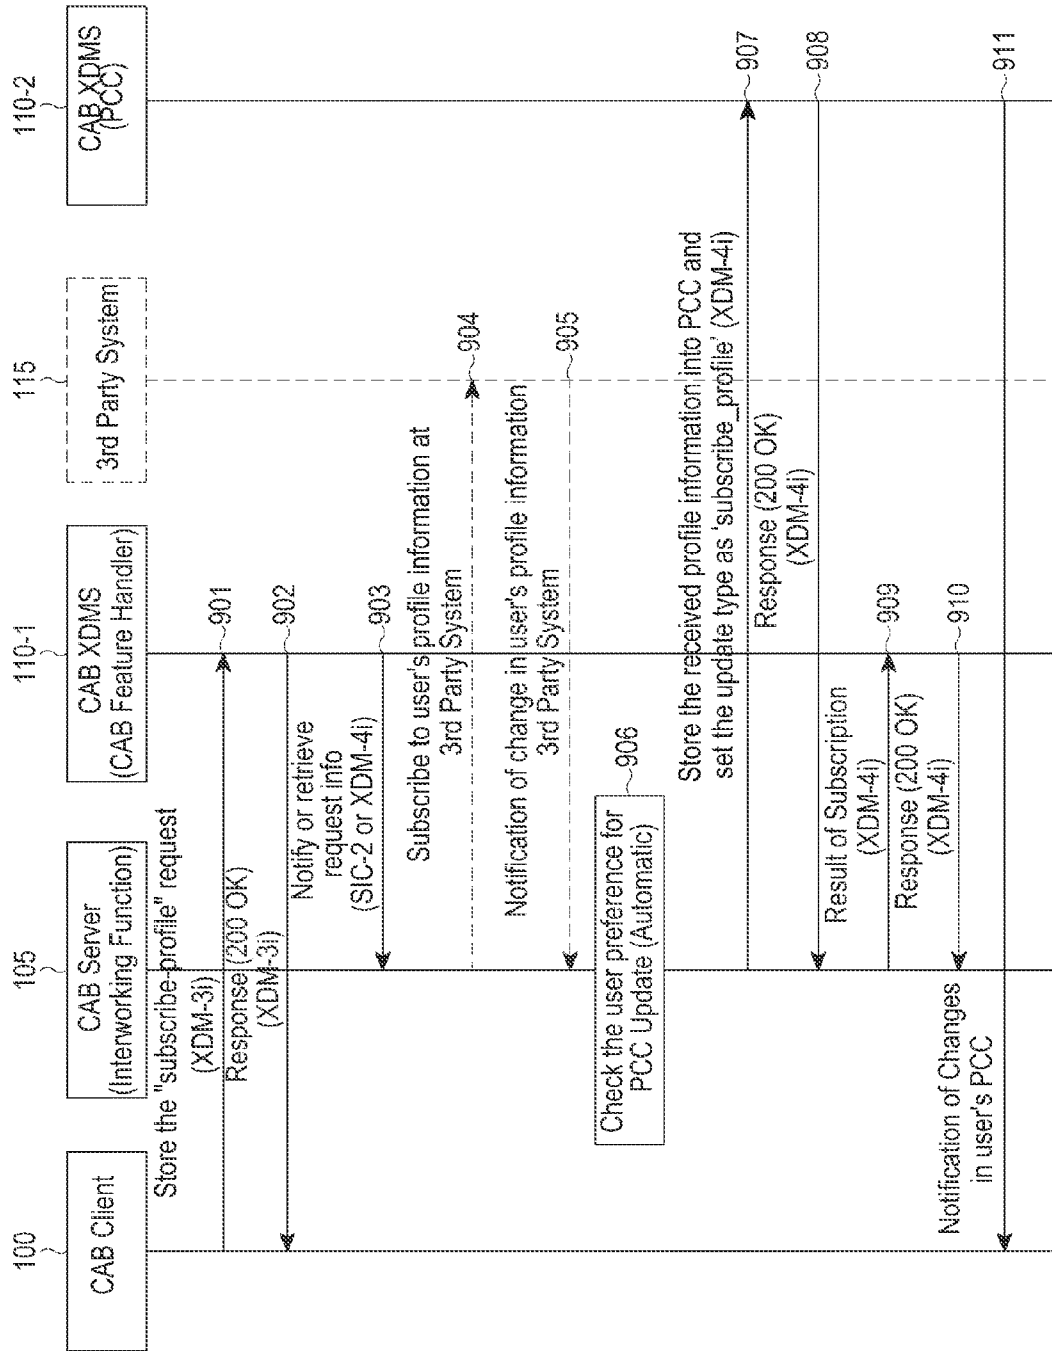 100
CAB Client
105
CAB Server
(Interworking Function)
110-1
CAB XDMS
(CAB Feature Handler)
115
3rd Party System
110-2
CAB XDMS
(PCC)
Store the "subscribe-profile" request
(XDM-3i)
901
Response (200 OK)
(XDM-3i)
902
Notify or retrieve
request info
(SIC-2 or XDM-4i)
903
Subscribe to user's profile information at
3rd Party System
904
Notification of change in user's profile information
3rd Party System
905
Check the user preference for
PCC Update (Automatic)
906
Store the received profile information into PCC and
set the update type as 'subscribe_profile' (XDM-4i)
907
Response (200 OK)
(XDM-4i)
908
Result of Subscription
(XDM-4i)
909
Response (200 OK)
(XDM-4i)
910
Notification of Changes
in user's PCC
911